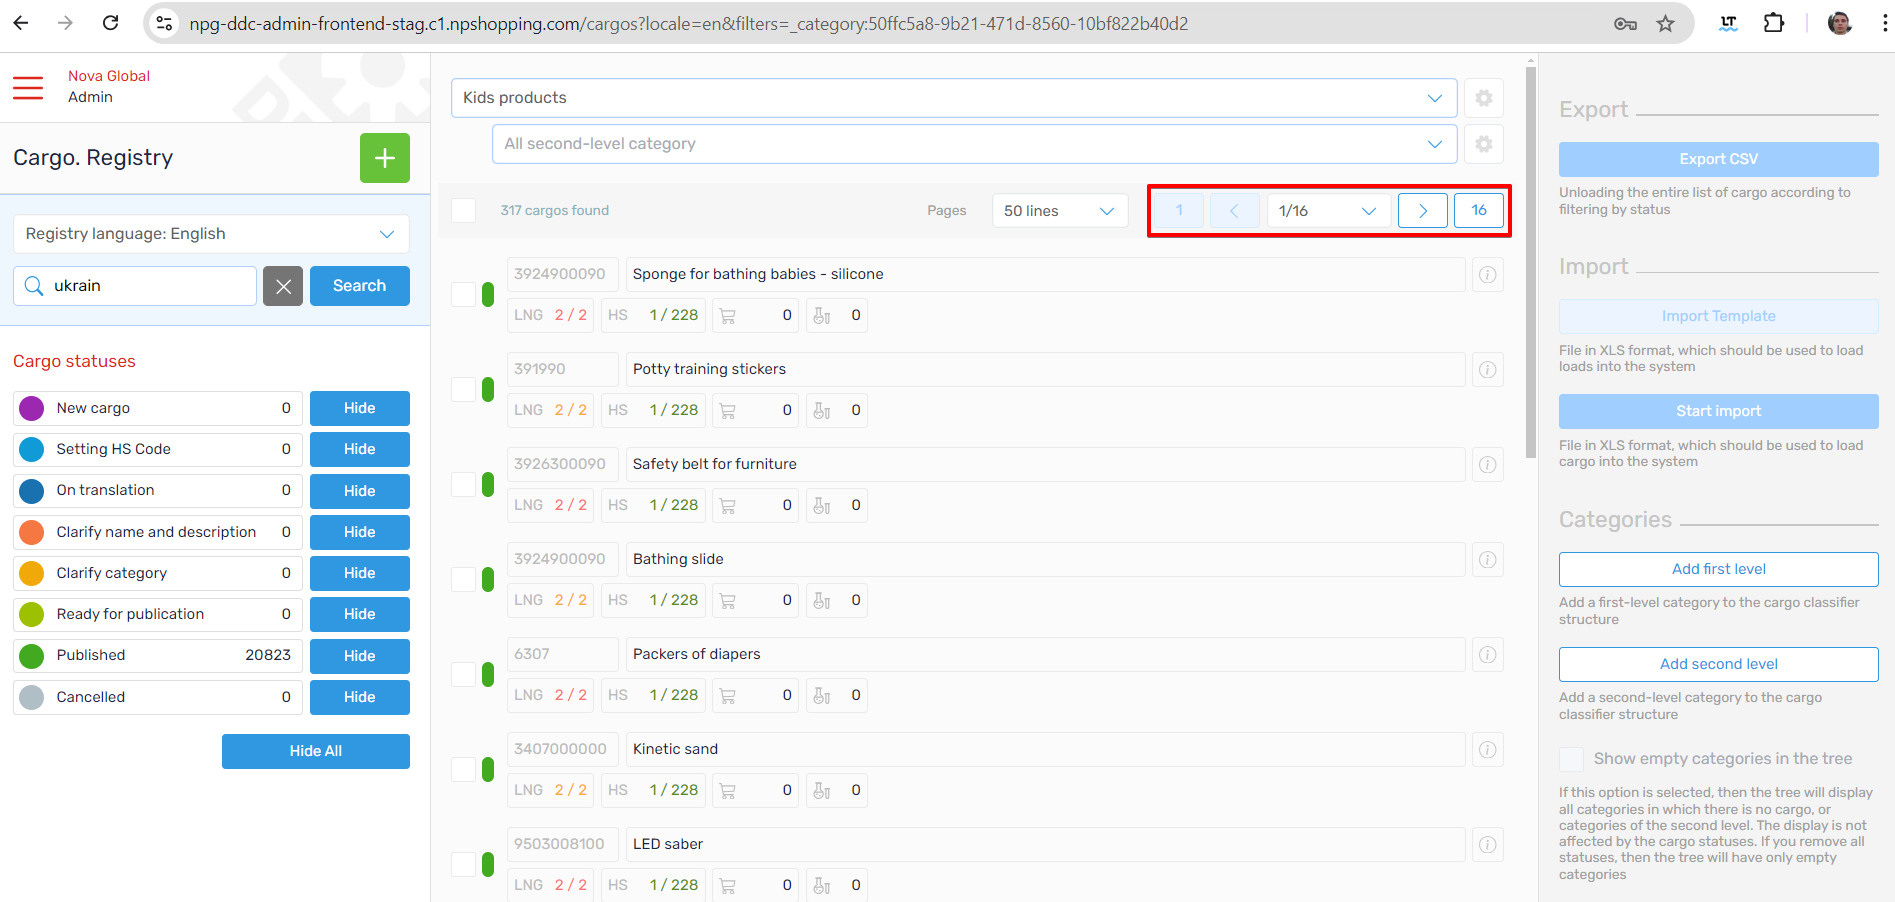 npg-ddc-admin-frontend-stag.c1.npshopping.com/cargos?locale=en&filters=_category:50ffc5a8-9b21-471d-8560-10bf822b40d2
LT
Nova Global
Admin
Cargo. Registry
Registry language: English
ukrain
Search
Cargo statuses
New cargo 0 Hide
Setting HS Code 0 Hide
On translation 0 Hide
Clarify name and description 0 Hide
Clarify category 0 Hide
Ready for publication 0 Hide
Published 20823 Hide
Cancelled 0 Hide
Hide All
Kids products
All second-level category
317 cargos found Pages 50 lines 1 1/16 16
3924900090 Sponge for bathing babies - silicone
LNG 2 / 2 HS 1 / 228 0 0
391990 Potty training stickers
LNG 2 / 2 HS 1 / 228 0 0
3926300090 Safety belt for furniture
LNG 2 / 2 HS 1 / 228 0 0
3924900090 Bathing slide
LNG 2 / 2 HS 1 / 228 0 0
6307 Packers of diapers
LNG 2 / 2 HS 1 / 228 0 0
3407000000 Kinetic sand
LNG 2 / 2 HS 1 / 228 0 0
9503008100 LED saber
LNG 2 / 2 HS 1 / 228 0 0
Export
Export CSV
Unloading the entire list of cargo according to
filtering by status
Import
Import Template
File in XLS format, which should be used to load
loads into the system
Start import
File in XLS format, which should be used to load
cargo into the system
Categories
Add first level
Add a first-level category to the cargo classifier
structure
Add second level
Add a second-level category to the cargo
classifier structure
Show empty categories in the tree
If this option is selected, then the tree will display
all categories in which there is no cargo, or
categories of the second level. The display is not
affected by the cargo statuses. If you remove all
statuses, then the tree will have only empty
categories